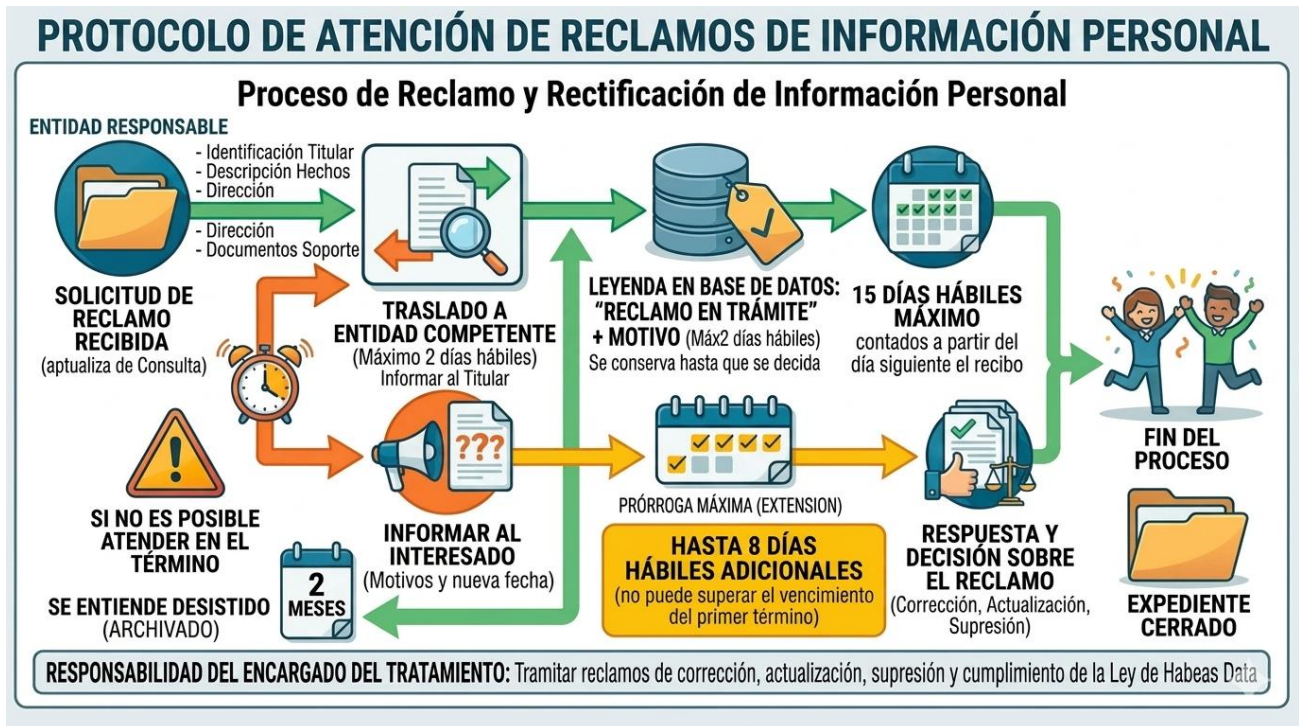 PROTOCOLO DE ATENCIÓN DE RECLAMOS DE INFORMACIÓN PERSONAL
Proceso de Reclamo y Rectificación de Información Personal
ENTIDAD RESPONSABLE
- Identificación Titular
- Descripción Hechos
- Dirección
- Dirección
- Documentos Soporte
SOLICITUD DE
RECLAMO
RECIBIDA
(aptualiza de Consulta)
TRASLADO A
ENTIDAD COMPETENTE
(Máximo 2 días hábiles)
Informar al Titular
LEYENDA EN BASE DE DATOS:
“RECLAMO EN TRÁMITE”
+ MOTIVO (Máx2 días hábiles)
Se conserva hasta que se decida
15 DÍAS HÁBILES
MÁXIMO
contados a partir del
día siguiente el recibo
FIN DEL
PROCESO
SI NO ES POSIBLE
ATENDER EN EL
TÉRMINO
???
INFORMAR AL
INTERESADO
(Motivos y nueva fecha)
PRÓRROGA MÁXIMA (EXTENSION)
HASTA 8 DÍAS
HÁBILES ADICIONALES
(no puede superar el vencimiento
del primer término)
RESPUESTA Y
DECISIÓN SOBRE
EL RECLAMO
(Corrección, Actualización,
Supresión)
EXPEDIENTE
CERRADO
SE ENTIENDE DESISTIDO
(ARCHIVADO)
2
MESES
RESPONSABILIDAD DEL ENCARGADO DEL TRATAMIENTO: Tramitar reclamos de corrección, actualización, supresión y cumplimiento de la Ley de Habeas Data